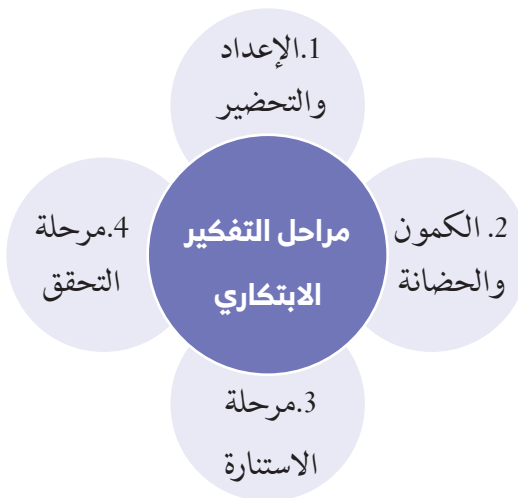 1.الإعداد
والتحضير
مراحل التفكير
الابتكاري
2. الكمون
والحضانة
3.مرحلة
الاستنارة
4.مرحلة
التحقق